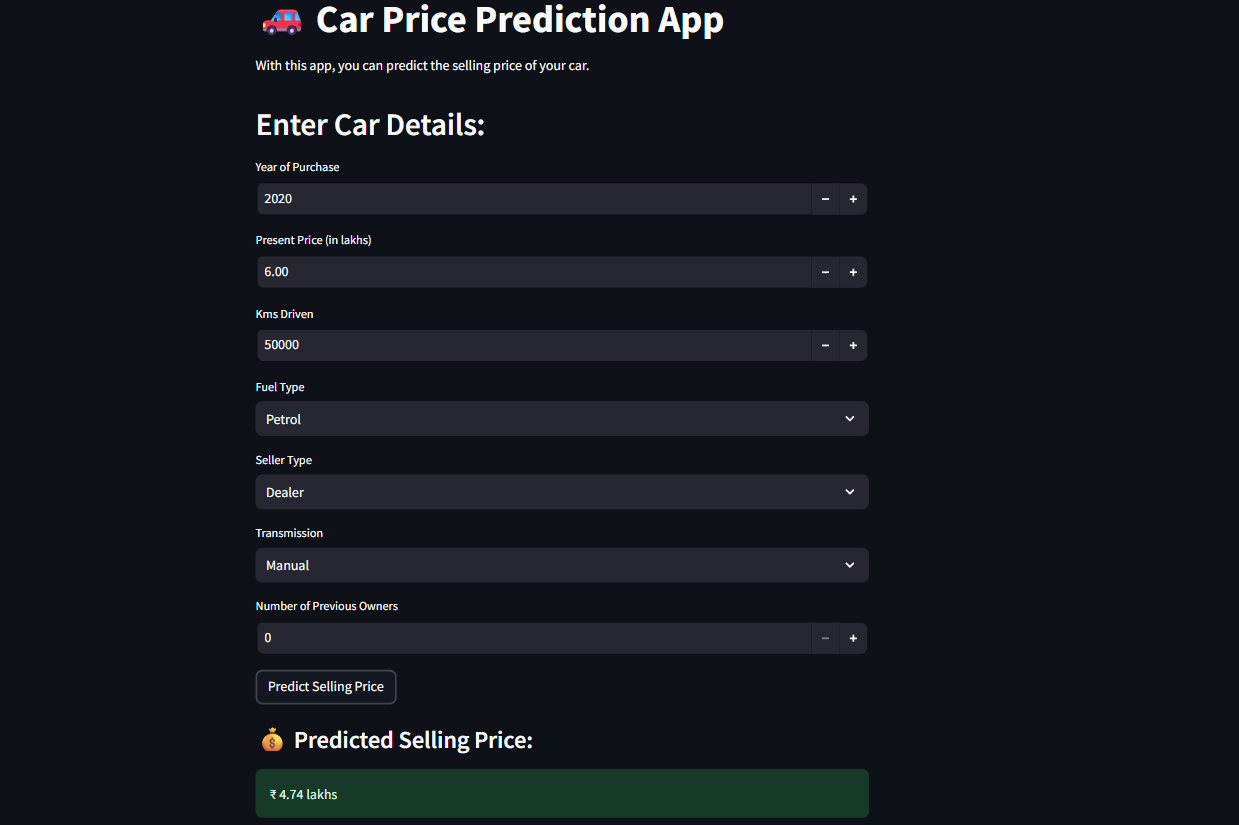 Car Price Prediction App
With this app, you can predict the selling price of your car.
Enter Car Details:
Year of Purchase
2020
Present Price (in lakhs)
6.00
Kms Driven
50000
Fuel Type
Petrol
Seller Type
Dealer
Transmission
Manual
Number of Previous Owners
0
Predict Selling Price
Predicted Selling Price:
₹ 4.74 lakhs